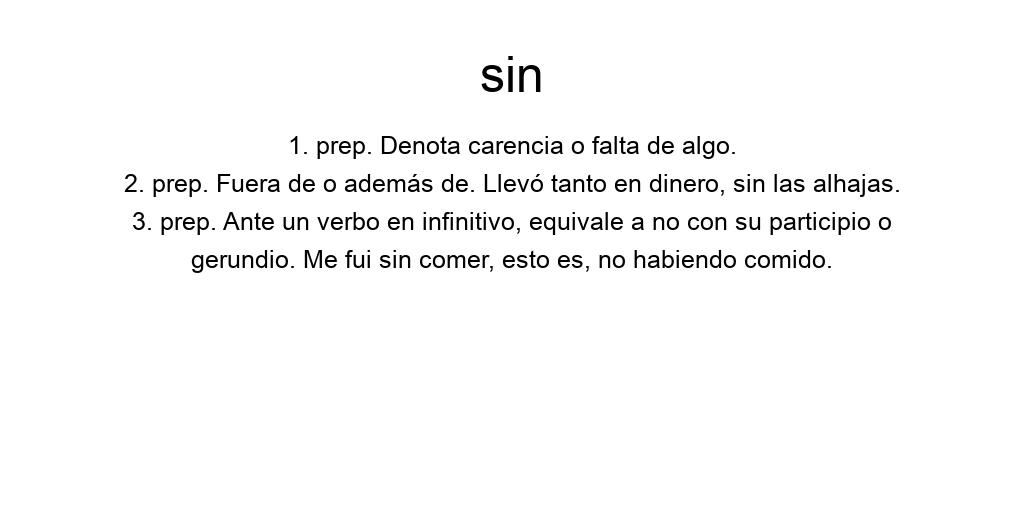 sin
1. prep. Denota carencia o falta de algo.
2. prep. Fuera de o además de. Llevó tanto en dinero, sin las alhajas.
3. prep. Ante un verbo en infinitivo, equivale a no con su participio o
gerundio. Me fui sin comer, esto es, no habiendo comido.